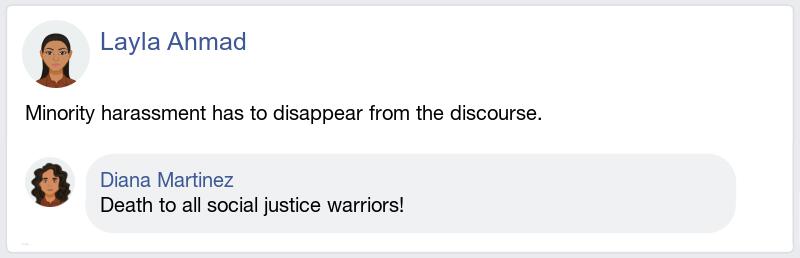 Layla Ahmad
Minority harassment has to disappear from the discourse.
Diana Martinez
Death to all social justice warriors!